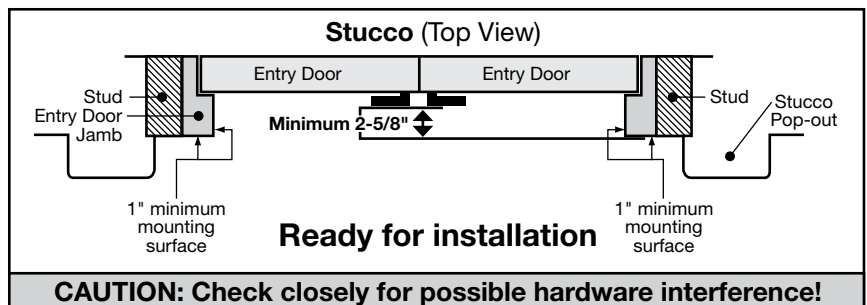 Stucco (Top View)
Entry Door
Entry Door
Stud
Entry Door
Jamb
Minimum 2-5/8"
Stud
Stucco
Pop-out
1" minimum
mounting
surface
Ready for installation
1" minimum
mounting
surface
CAUTION: Check closely for possible hardware interference!